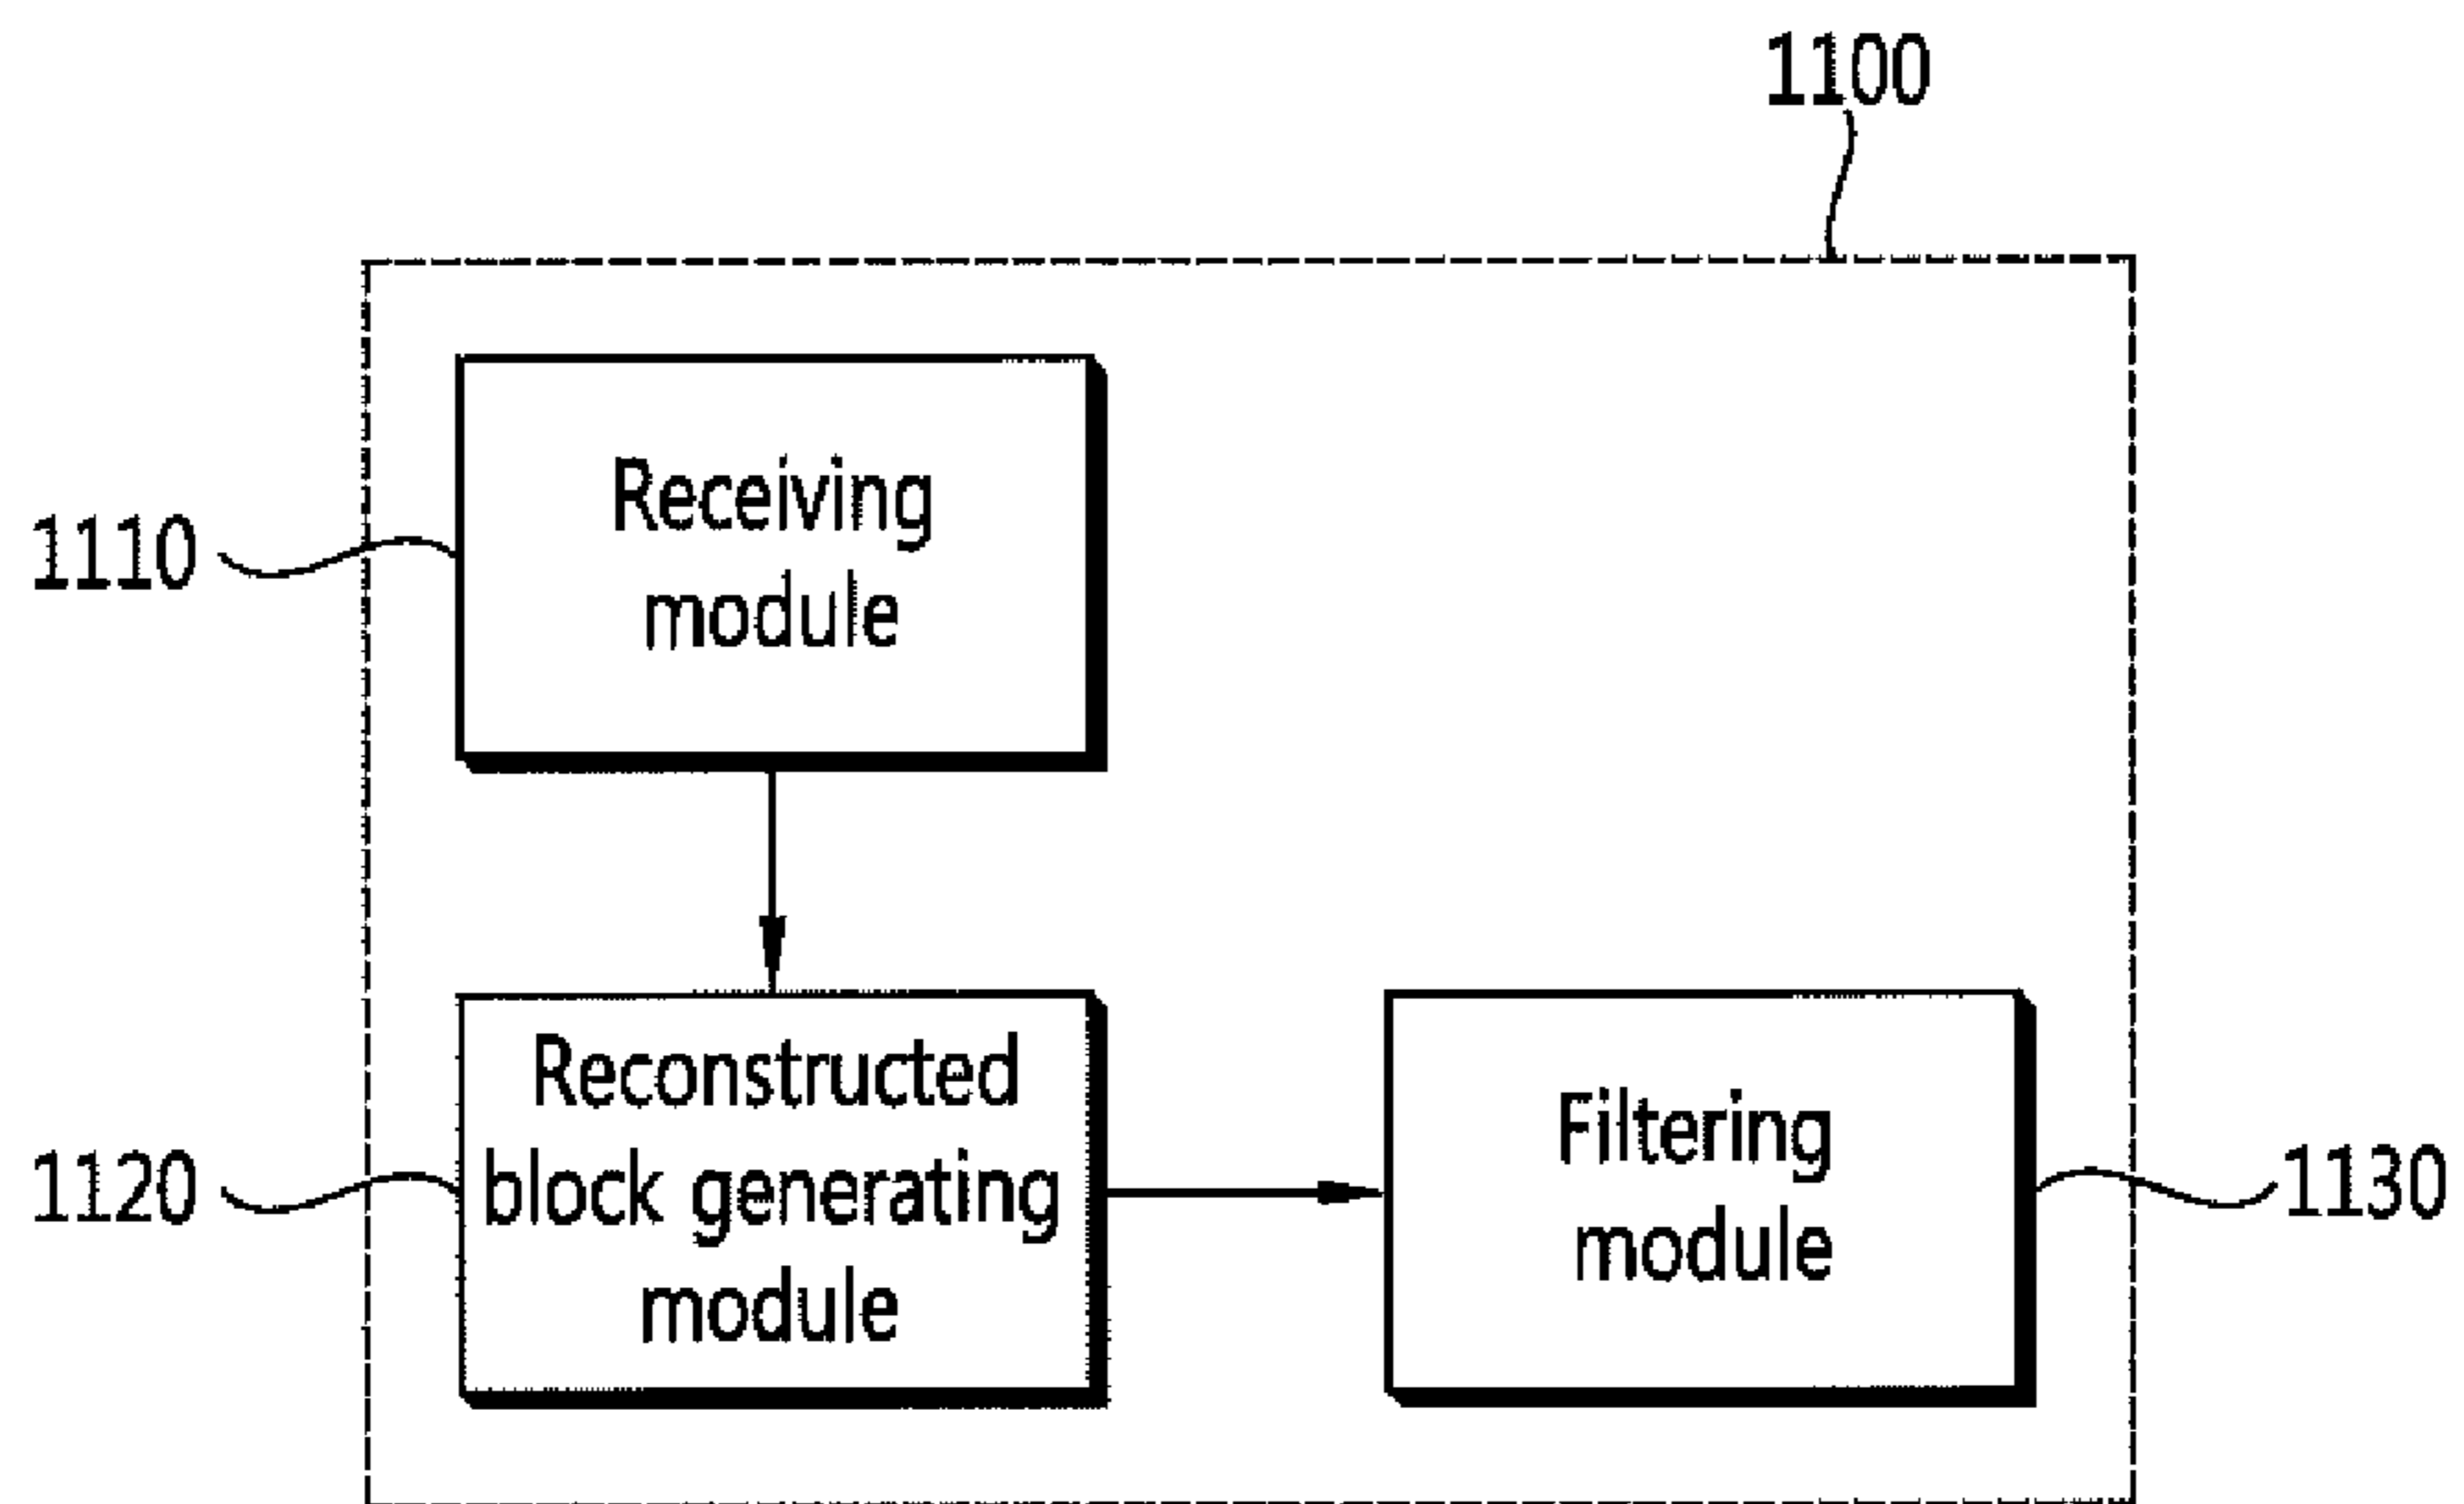 1100
1110
Receiving
module
1120
Reconstructed
block generating
module
Filtering
module
1130